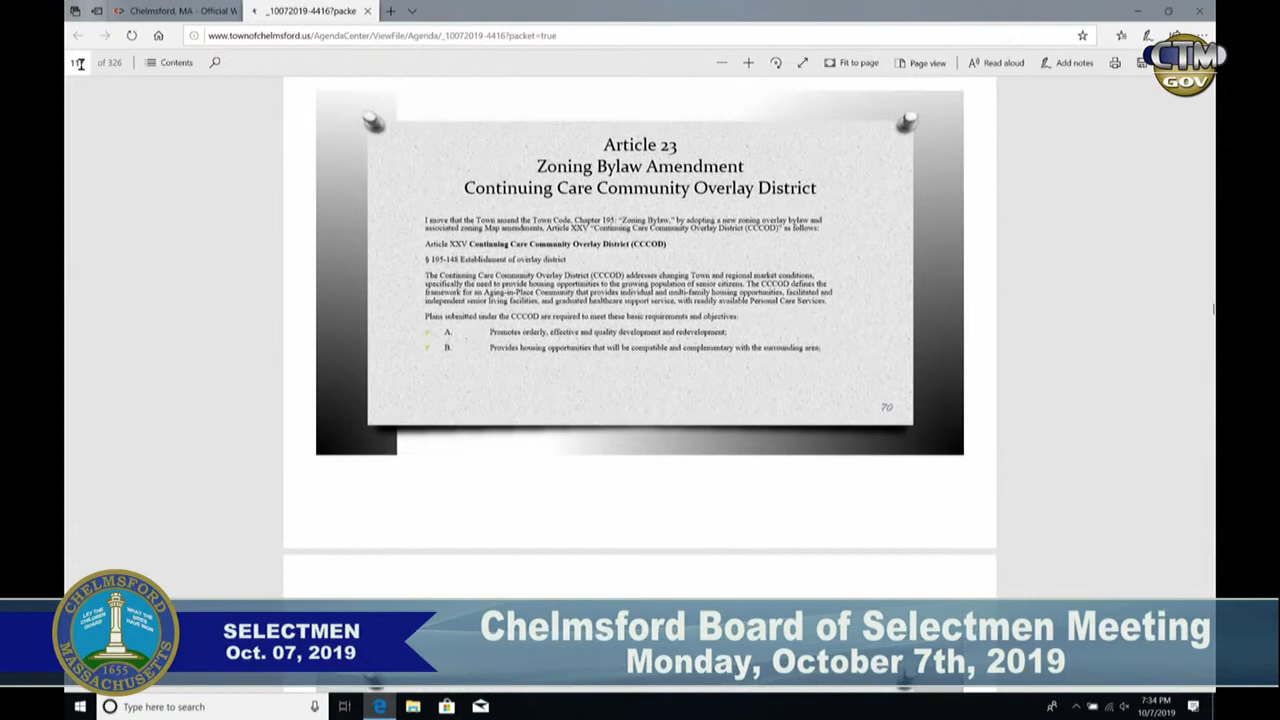 Chelmsford, MA - Official W
_10072019-4416?packe
www.townofchelmsford.us/AgendaCenter/ViewFile/Agenda/_10072019-4416?packet=true
of 326
Contents
Fit to page
Page view
Read aloud
Add notes
CTM
GOV
Article 23
Zoning Bylaw Amendment
Continuing Care Community Overlay District
I move that the Town amend the Town Code, Chapter 195: "Zoning Bylaw," by adopting a new zoning overlay bylaw and
associated zoning Map amendments, Article XXV "Continuing Care Community Overlay District (CCCOD)" as follows:
Article XXV Continuing Care Community Overlay District (CCCOD)
§ 195-148 Establishment of overlay district
The Continuing Care Community Overlay District (CCCOD) addresses changing Town and regional market conditions,
specifically the need to provide housing opportunities to the growing population of senior citizens. The CCCOD defines the
framework for an Aging-in-Place Community that provides individual and multi-family housing opportunities, facilitated and
independent senior living facilities, and graduated healthcare support service, with readily available Personal Care Services.
Plans submitted under the CCCOD are required to meet these basic requirements and objectives:
A. Promotes orderly, effective and quality development and redevelopment;
B. Provides housing opportunities that will be compatible and complementary with the surrounding area;
70
CHELMSFORD
LET THE CHILDREN GUARD
WHAT THE SIRES HAVE WON
1655
MASSACHUSETTS
SELECTMEN
Oct. 07, 2019
Chelmsford Board of Selectmen Meeting
Monday, October 7th, 2019
Type here to search
7:34 PM
10/7/2019